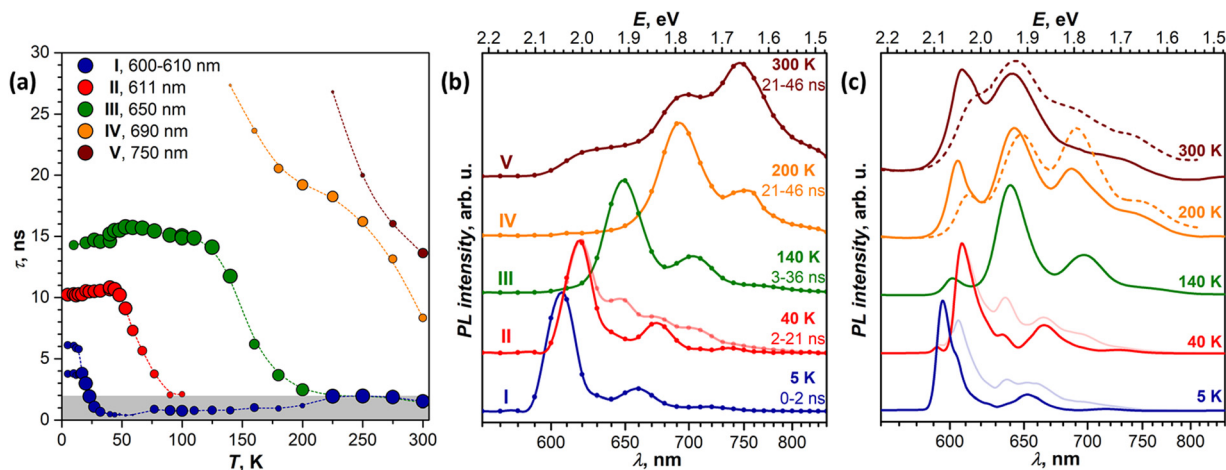 (a)
30
25
20
15
10
5
0
τ, ns
I, 600-610 nm
II, 611 nm
III, 650 nm
IV, 690 nm
V, 750 nm
0 50 100 150 200 250 300
T, K
(b)
E, eV
2.2 2.1 2.0 1.9 1.8 1.7 1.6 1.5
PL intensity, arb. u.
300 K
21-46 ns
V
200 K
21-46 ns
IV
140 K
3-36 ns
III
40 K
2-21 ns
II
5 K
0-2 ns
I
600 650 700 750 800
λ, nm
(c)
E, eV
2.2 2.1 2.0 1.9 1.8 1.7 1.6 1.5
PL intensity, arb. u.
300 K
200 K
140 K
40 K
5 K
600 650 700 750 800
λ, nm